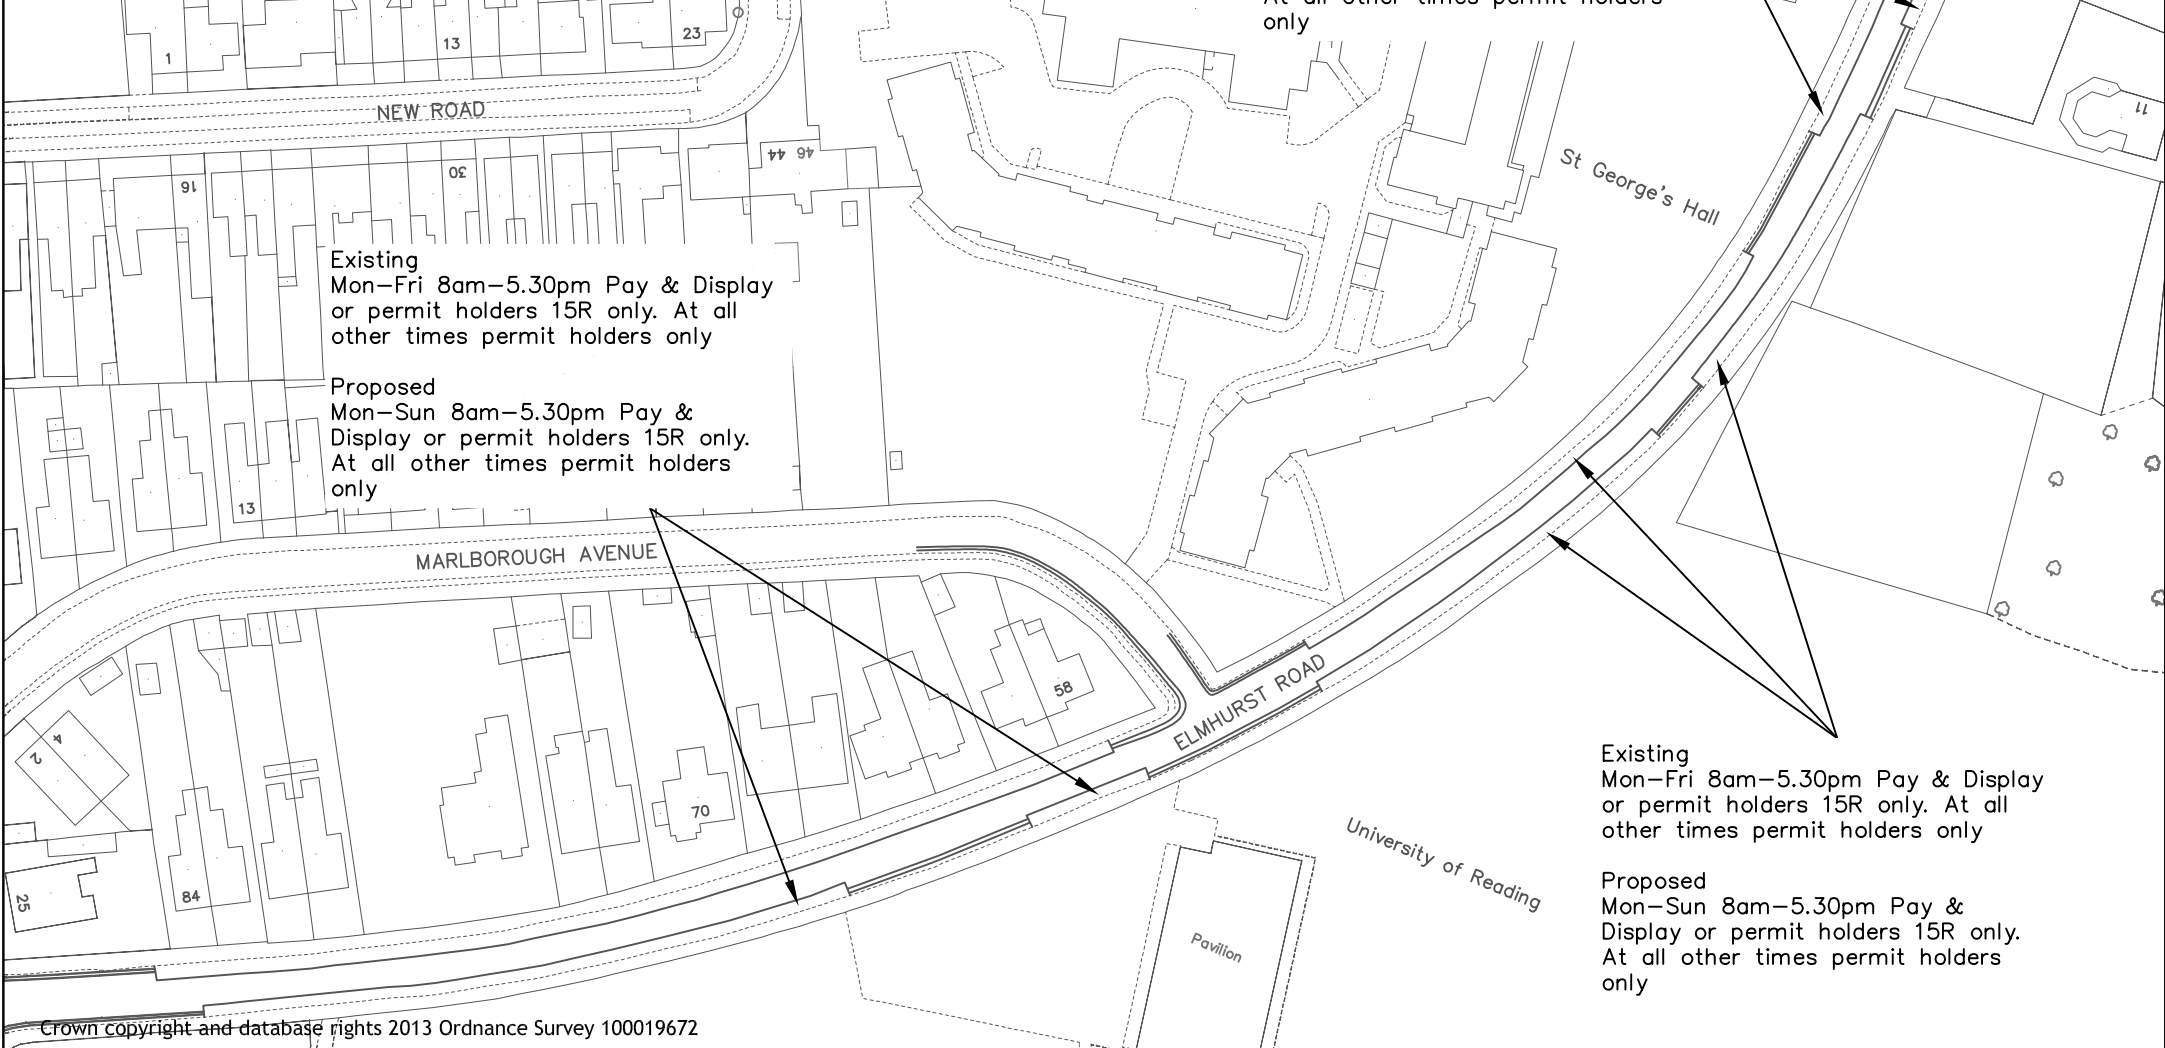 At all other times permit holders
only
1
13
23
NEW ROAD
16
30
44 46
11
St George's Hall
Existing
Mon-Fri 8am-5.30pm Pay & Display
or permit holders 15R only. At all
other times permit holders only
Proposed
Mon-Sun 8am-5.30pm Pay &
Display or permit holders 15R only.
At all other times permit holders
only
13
MARLBOROUGH AVENUE
58
ELMHURST ROAD
2 4
70
84
25
University of Reading
Pavilion
Existing
Mon-Fri 8am-5.30pm Pay & Display
or permit holders 15R only. At all
other times permit holders only
Proposed
Mon-Sun 8am-5.30pm Pay &
Display or permit holders 15R only.
At all other times permit holders
only
Crown copyright and database rights 2013 Ordnance Survey 100019672